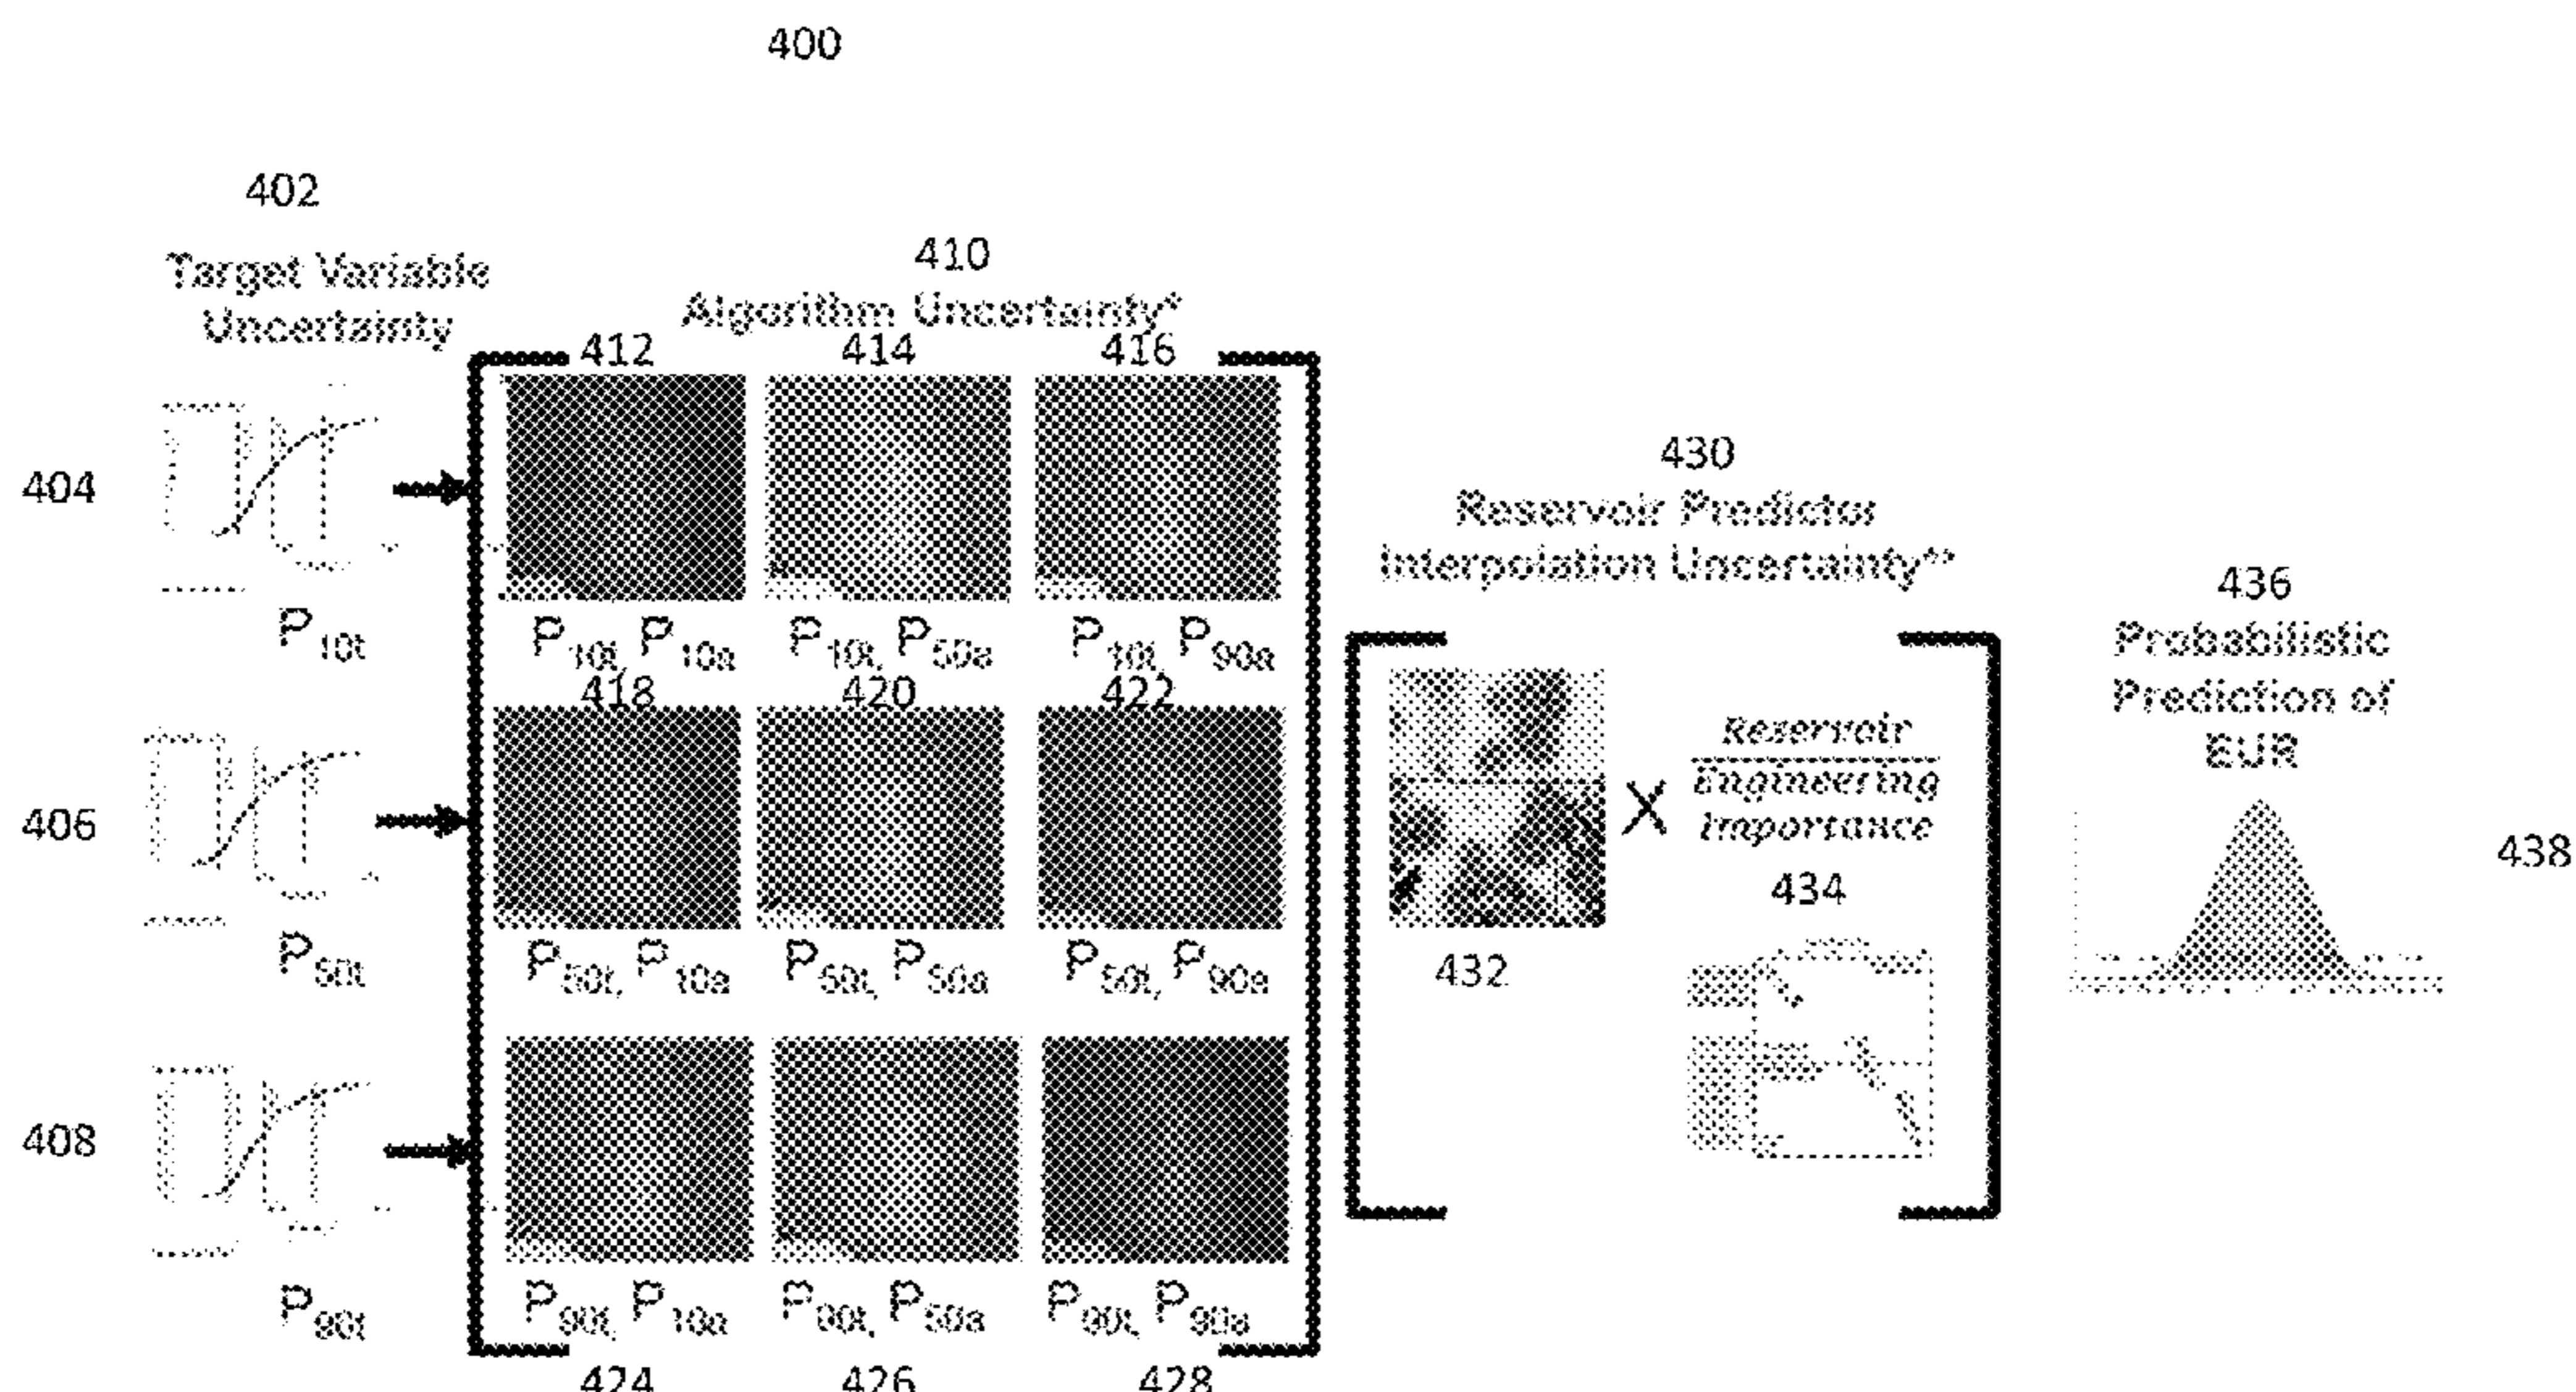 400
402
Target Variable
Uncertainty
410
Algorithm Uncertainty*
412 414 416
404
P10t
P10t, P10a P10t, P50a P10t, P90a
418 420 422
406
P50t
P50t, P10a P50t, P50a P50t, P90a
408
P90t
P90t, P10a P90t, P50a P90t, P90a
424 426 428
430
Reservoir Predictor
Interpolation Uncertainty**
432
X
Reservoir
Engineering
Importance
434
436
Probabilistic
Prediction of
EUR
438